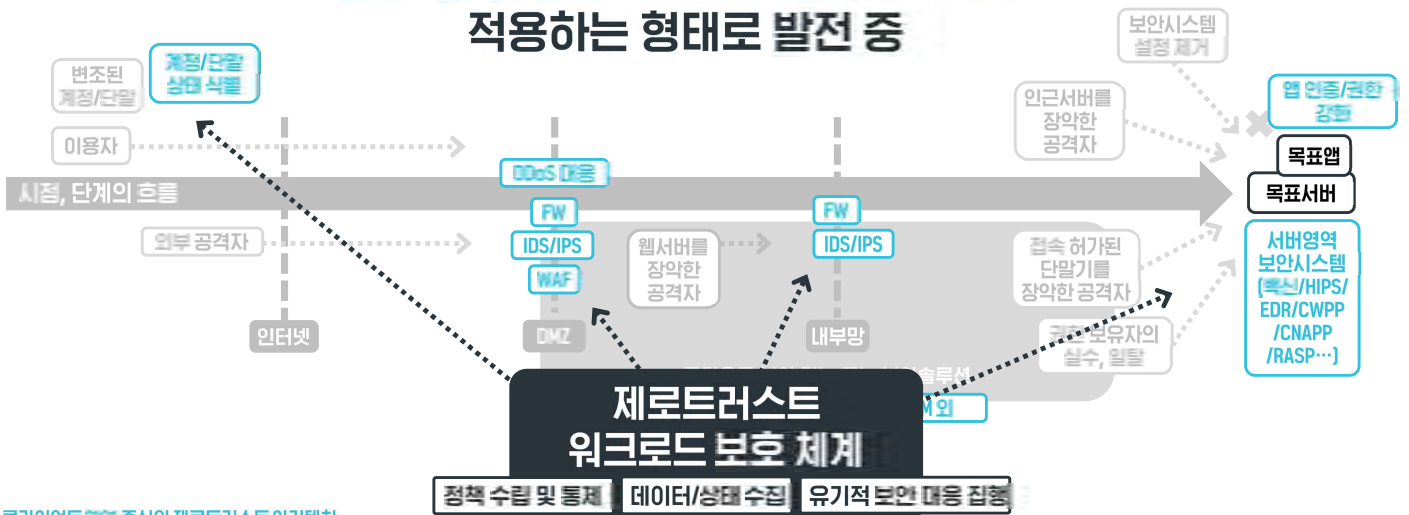 적용하는 형태로 발전 중
보안시스템
설정 제거
변조된
계정/단말
계정/단말
상태 식별
앱 인증/권한
강화
인근서버를
장악한
공격자
이용자
목표앱
DDoS 대응
시점, 단계의 흐름
목표서버
FW
FW
외부 공격자
IDS/IPS
웹서버를
장악한
공격자
IDS/IPS
접속 허가된
단말기를
장악한 공격자
서버영역
보안시스템
(백신/HIPS/
EDR/CWPP
/CNAPP
/RASP…)
WAF
인터넷
DMZ
내부망
권한 보유자의
실수, 일탈
솔루션
M 외
제로트러스트
워크로드 보호 체계
정책 수립 및 통제
데이터/상태 수집
유기적 보안 대응 집행